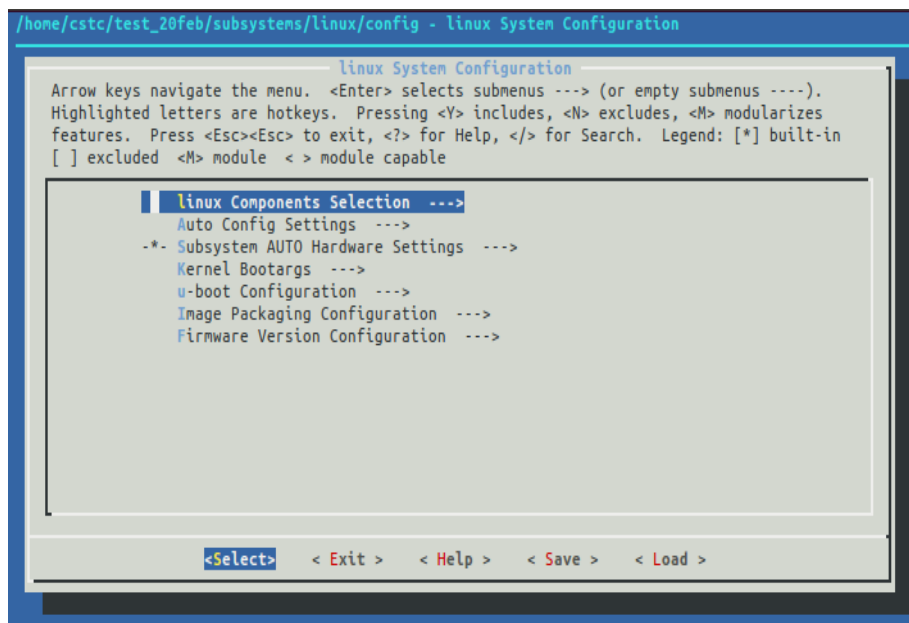 /home/cstc/test_20feb/subsystems/linux/config - linux System Configuration
linux System Configuration
Arrow keys navigate the menu.  <Enter> selects submenus ---> (or empty submenus ----).
Highlighted letters are hotkeys.  Pressing <Y> includes, <N> excludes, <M> modularizes
features.  Press <Esc><Esc> to exit, <?> for Help, </> for Search.  Legend: [*] built-in
[ ] excluded  <M> module  < > module capable
linux Components Selection  --->
Auto Config Settings  --->
-*- Subsystem AUTO Hardware Settings  --->
Kernel Bootargs  --->
u-boot Configuration  --->
Image Packaging Configuration  --->
Firmware Version Configuration  --->
<Select>    < Exit >    < Help >    < Save >    < Load >